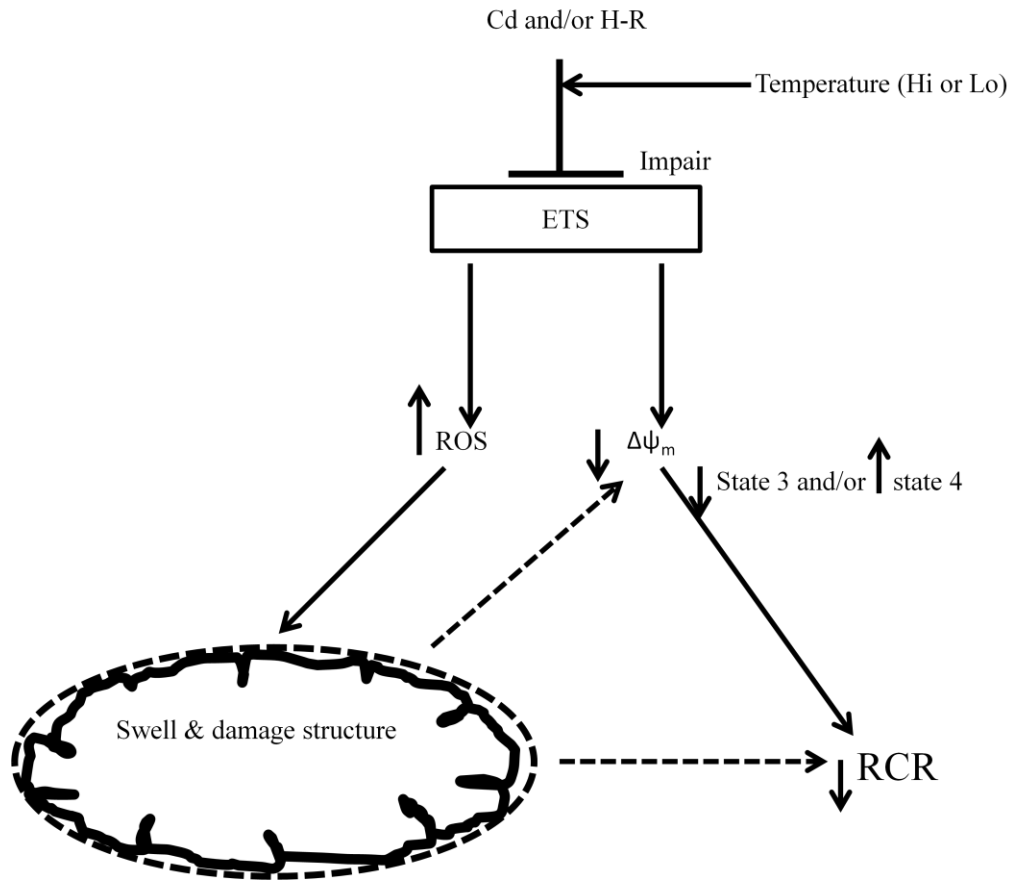 Cd and/or H-R
Temperature (Hi or Lo)
Impair
ETS
ROS
Δψm
State 3 and/or state 4
Swell & damage structure
RCR